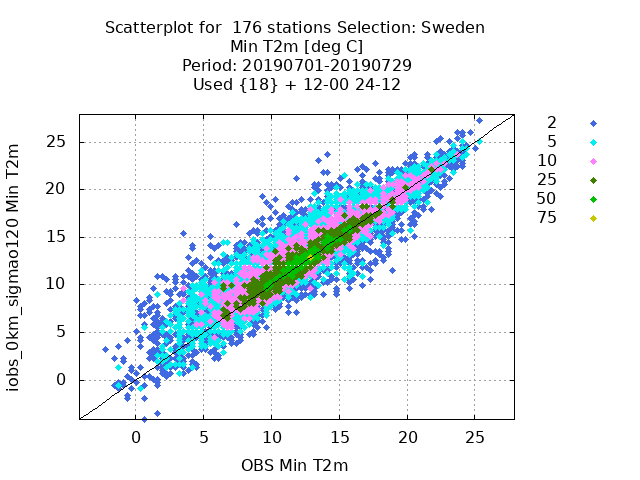 Scatterplot for  176 stations Selection: Sweden
Min T2m [deg C]
Period: 20190701-20190729
Used {18} + 12-00 24-12
iobs_0km_sigmao120 Min T2m
25
20
15
10
5
0
0 5 10 15 20 25
OBS Min T2m
2
5
10
25
50
75